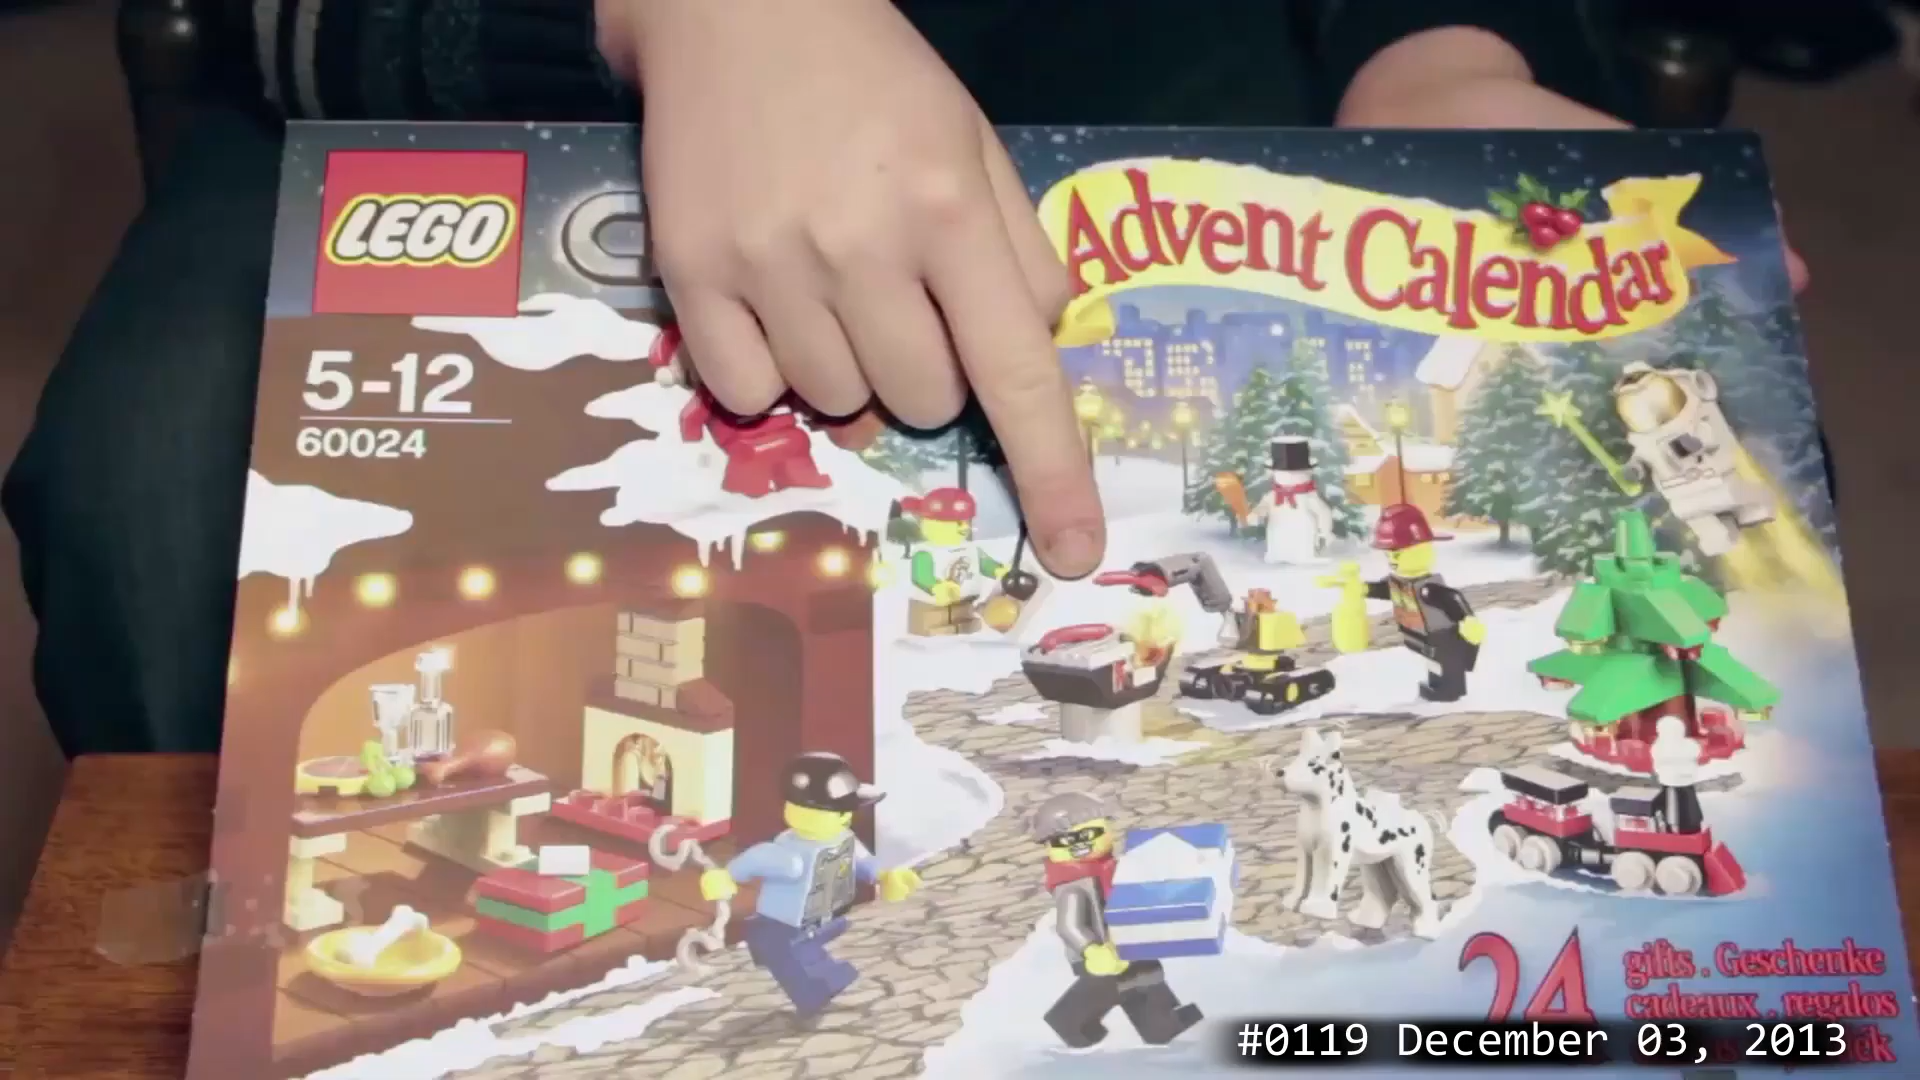 LEGO
Advent Calendar
5-12
60024
24
gifts . Geschenke
cadeaux . regalos
#0119 December 03, 2013